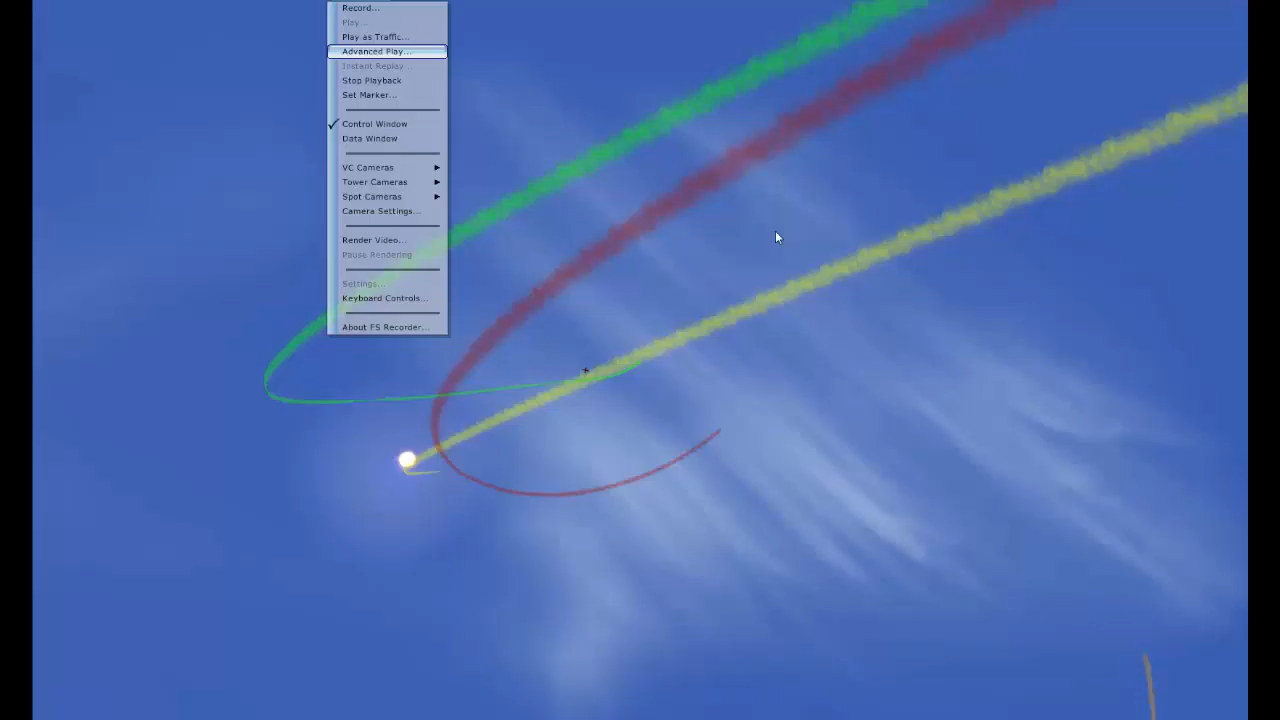 Record...
Play...
Play as Traffic...
Advanced Play...
Instant Replay...
Stop Playback
Set Marker...
Control Window
Data Window
VC Cameras
Tower Cameras
Spot Cameras
Camera Settings...
Render Video...
Pause Rendering
Settings...
Keyboard Controls...
About FS Recorder...